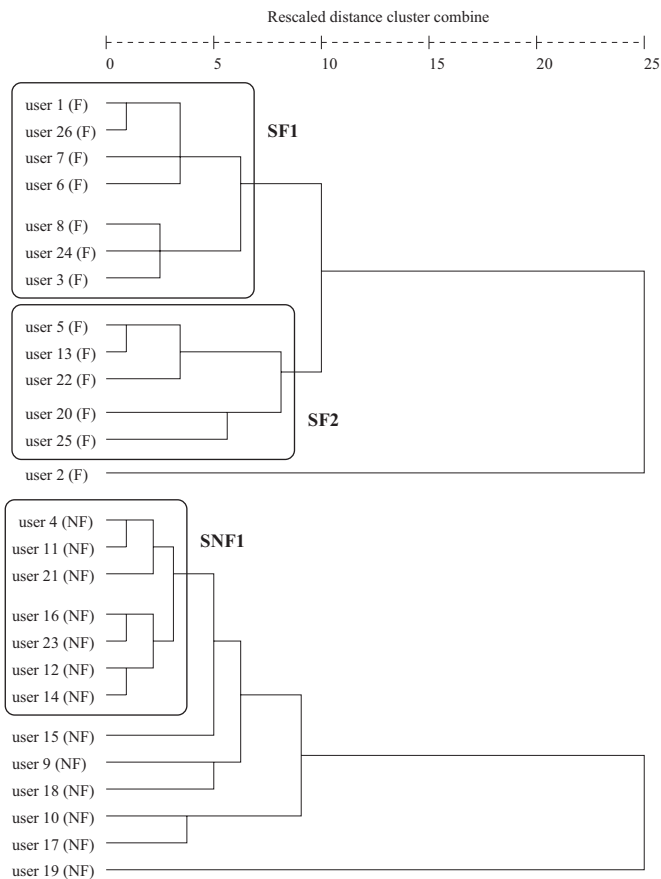 Rescaled distance cluster combine
0 5 10 15 20 25
user 1 (F)
user 26 (F)
SF1
user 7 (F)
user 6 (F)
user 8 (F)
user 24 (F)
user 3 (F)
user 5 (F)
user 13 (F)
user 22 (F)
user 20 (F)
SF2
user 25 (F)
user 2 (F)
user 4 (NF)
SNF1
user 11 (NF)
user 21 (NF)
user 16 (NF)
user 23 (NF)
user 12 (NF)
user 14 (NF)
user 15 (NF)
user 9 (NF)
user 18 (NF)
user 10 (NF)
user 17 (NF)
user 19 (NF)